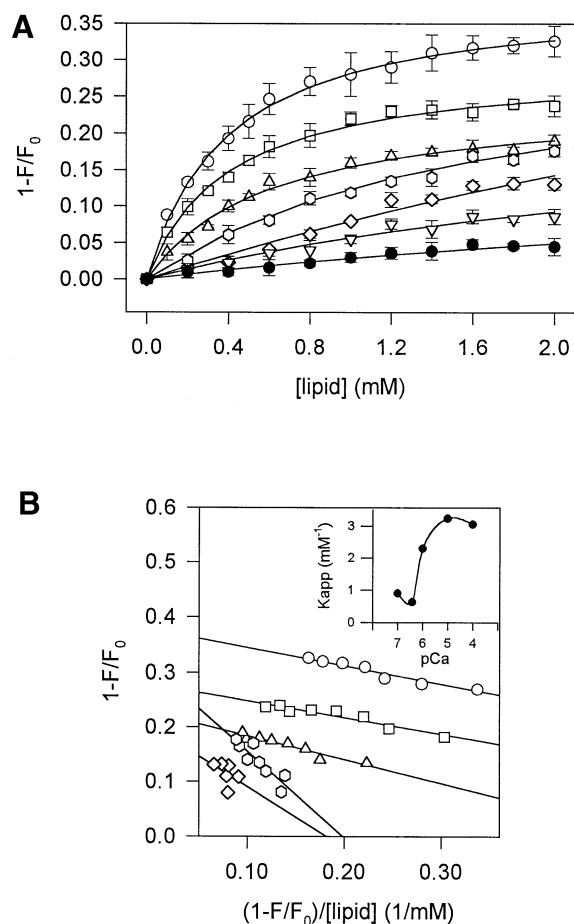 A
1-F/F₀
0.35
0.30
0.25
0.20
0.15
0.10
0.05
0.00
0.0 0.4 0.8 1.2 1.6 2.0
[lipid] (mM)
B
1-F/F₀
0.6
0.5
0.4
0.3
0.2
0.1
0.0
Kapp (mM⁻¹)
3
2
1
0
7 6 5 4
pCa
0.10 0.20 0.30
(1-F/F₀)/[lipid] (1/mM)